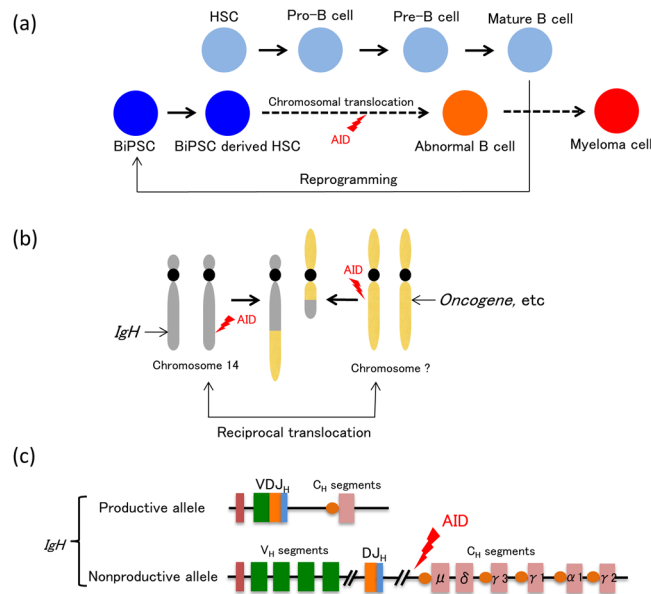 (a)
HSC
Pro-B cell
Pre-B cell
Mature B cell
Chromosomal translocation
AID
BiPSC
BiPSC derived HSC
Abnormal B cell
Myeloma cell
Reprogramming
(b)
AID
AID
Oncogene, etc
IgH
Chromosome 14
Chromosome ?
Reciprocal translocation
(c)
VDJH
CH segments
Productive allele
AID
IgH
VH segments
DJH
CH segments
Nonproductive allele
μ δ γ3 γ1 α1 γ2